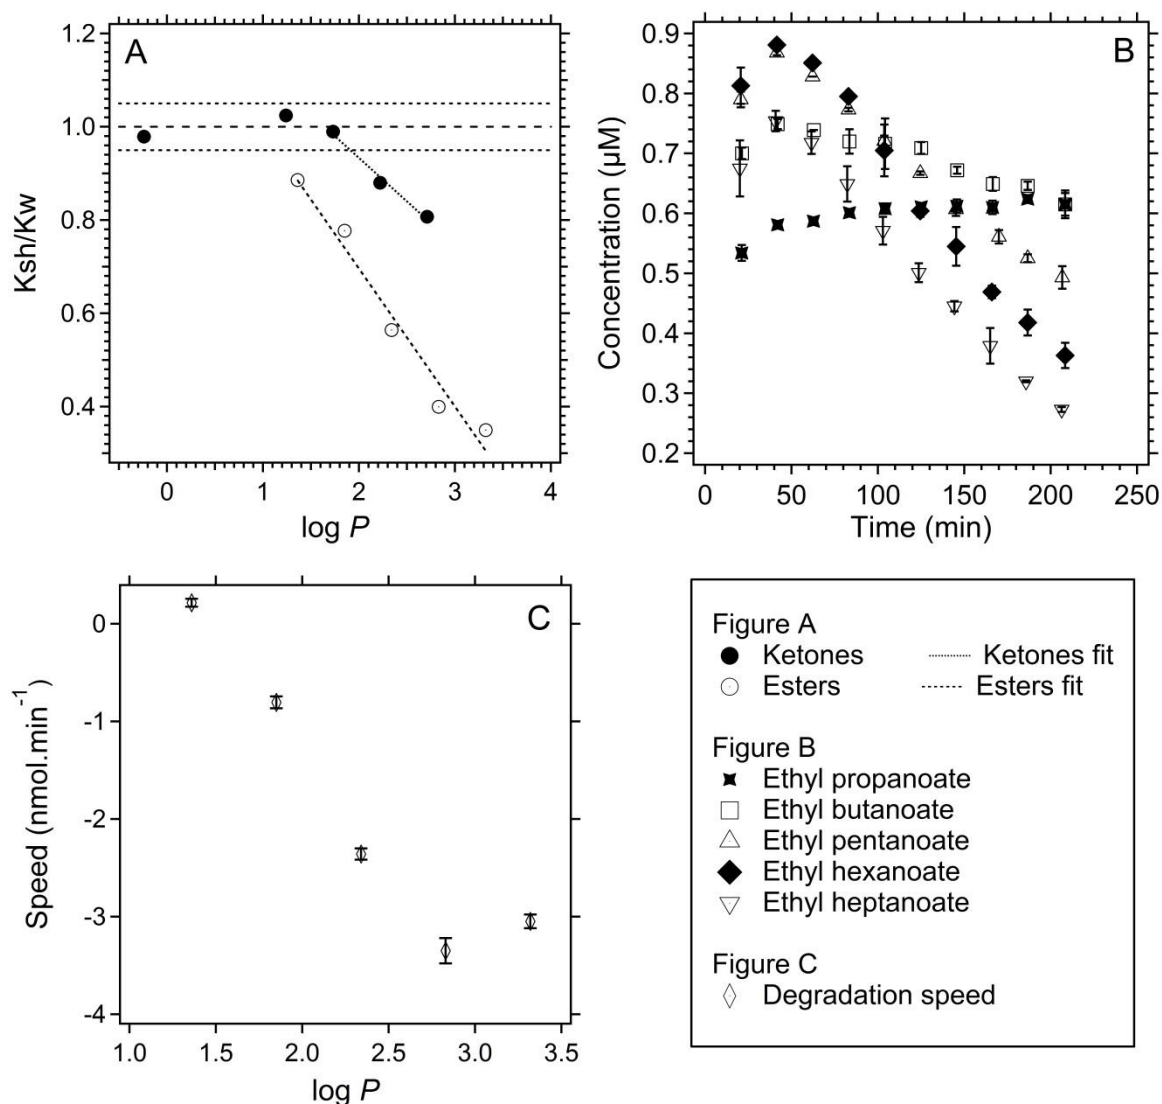 A
Ksh/Kw
1.2
1.0
0.8
0.6
0.4
0 1 2 3 4
log P
B
Concentration (µM)
0.9
0.8
0.7
0.6
0.5
0.4
0.3
0.2
0 50 100 150 200 250
Time (min)
C
Speed (nmol.min⁻¹)
0
-1
-2
-3
-4
1.0 1.5 2.0 2.5 3.0 3.5
log P
Figure A
Ketones Ketones fit
Esters Esters fit
Figure B
Ethyl propanoate
Ethyl butanoate
Ethyl pentanoate
Ethyl hexanoate
Ethyl heptanoate
Figure C
Degradation speed